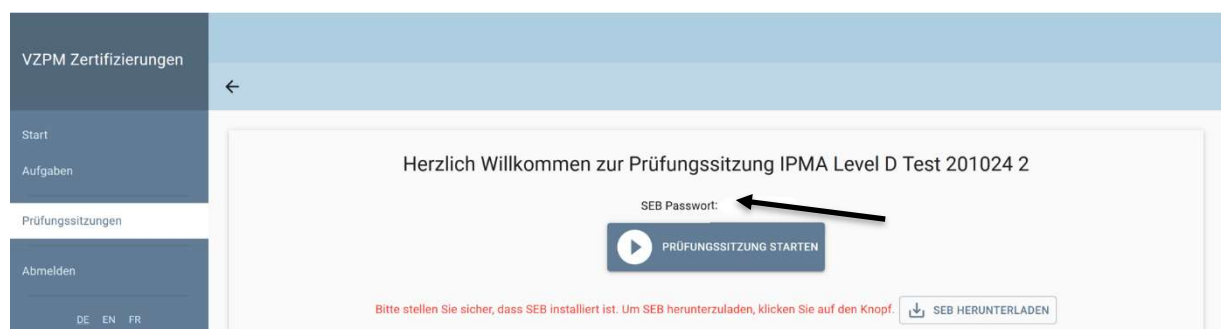 VZPM Zertifizierungen
Start
Aufgaben
Prüfungssitzungen
Abmelden
DE EN FR
Herzlich Willkommen zur Prüfungssitzung IPMA Level D Test 201024 2
SEB Passwort:
PRÜFUNGSSITZUNG STARTEN
Bitte stellen Sie sicher, dass SEB installiert ist. Um SEB herunterzuladen, klicken Sie auf den Knopf. SEB HERUNTERLADEN